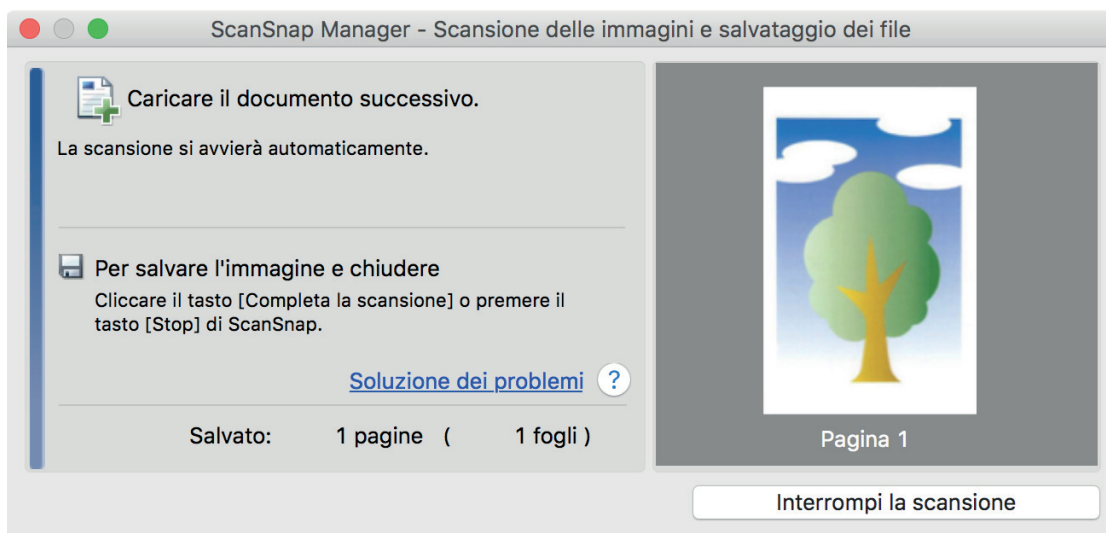 ScanSnap Manager - Scansione delle immagini e salvataggio dei file
Caricare il documento successivo.
La scansione si avvierà automaticamente.
Per salvare l'immagine e chiudere
Cliccare il tasto [Completa la scansione] o premere il
tasto [Stop] di ScanSnap.
Soluzione dei problemi ?
Salvato: 1 pagine ( 1 fogli )
Pagina 1
Interrompi la scansione